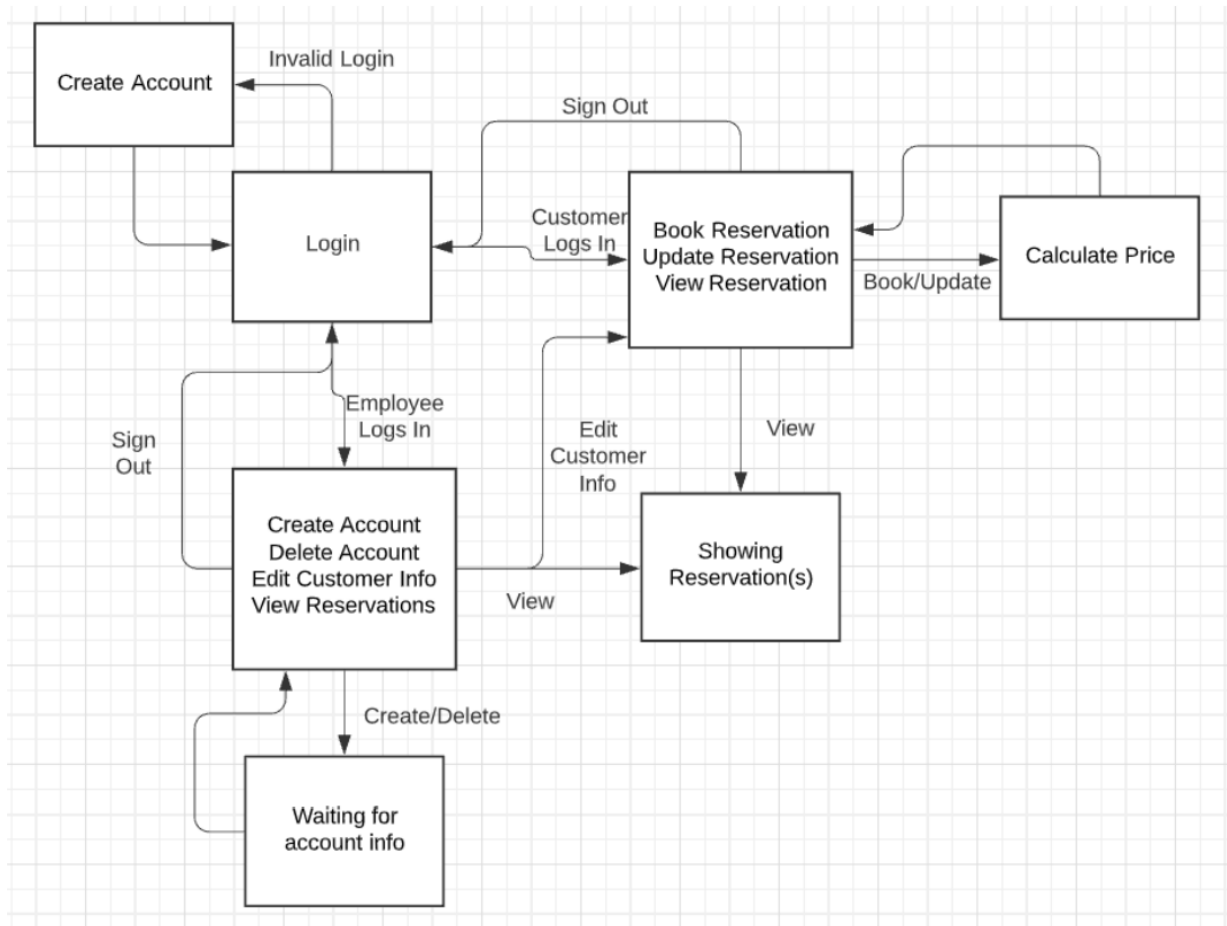 Create Account
Invalid Login
Sign Out
Login
Customer
Logs In
Book Reservation
Update Reservation
View Reservation
Book/Update
Calculate Price
Employee
Logs In
Sign
Out
Edit
Customer
Info
View
Create Account
Delete Account
Edit Customer Info
View Reservations
View
Showing
Reservation(s)
Create/Delete
Waiting for
account info